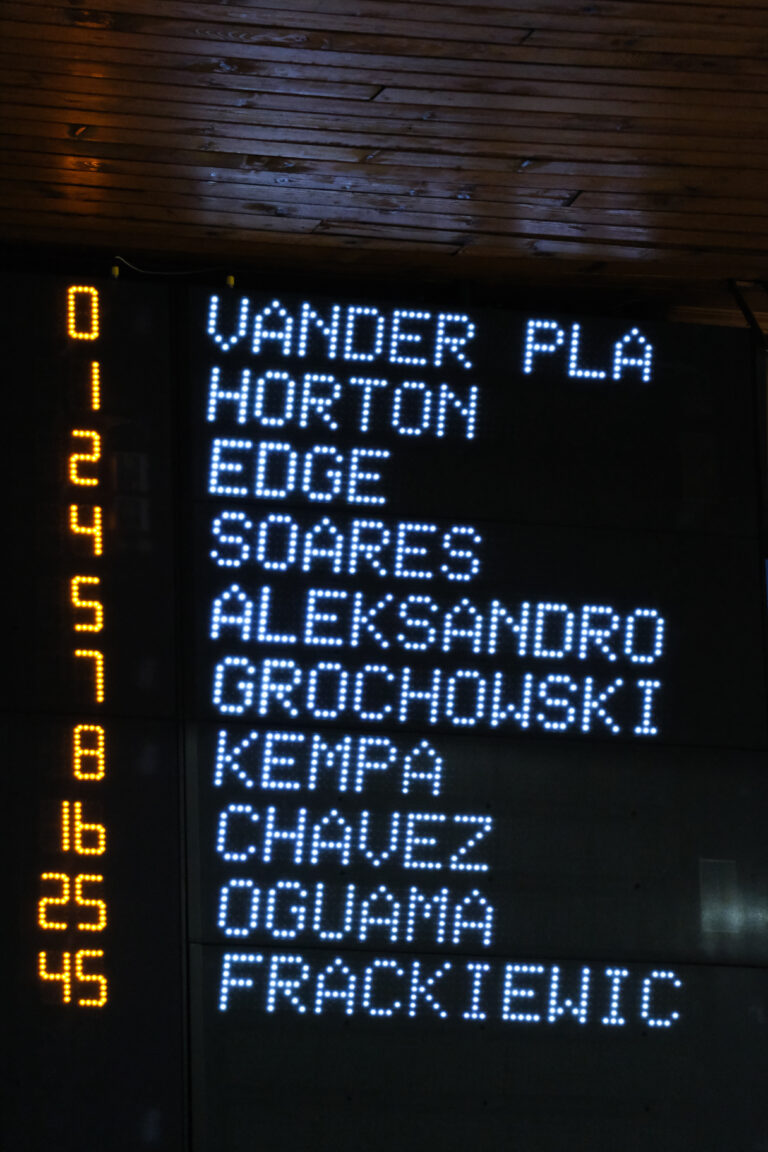 0 VANDER PLA
1 HORTON
2 EDGE
4 SOARES
5 ALEKSANDRO
7 GROCHOWSKI
8 KEMPA
16 CHAVEZ
25 OGUAMA
45 FRACKIEWIC